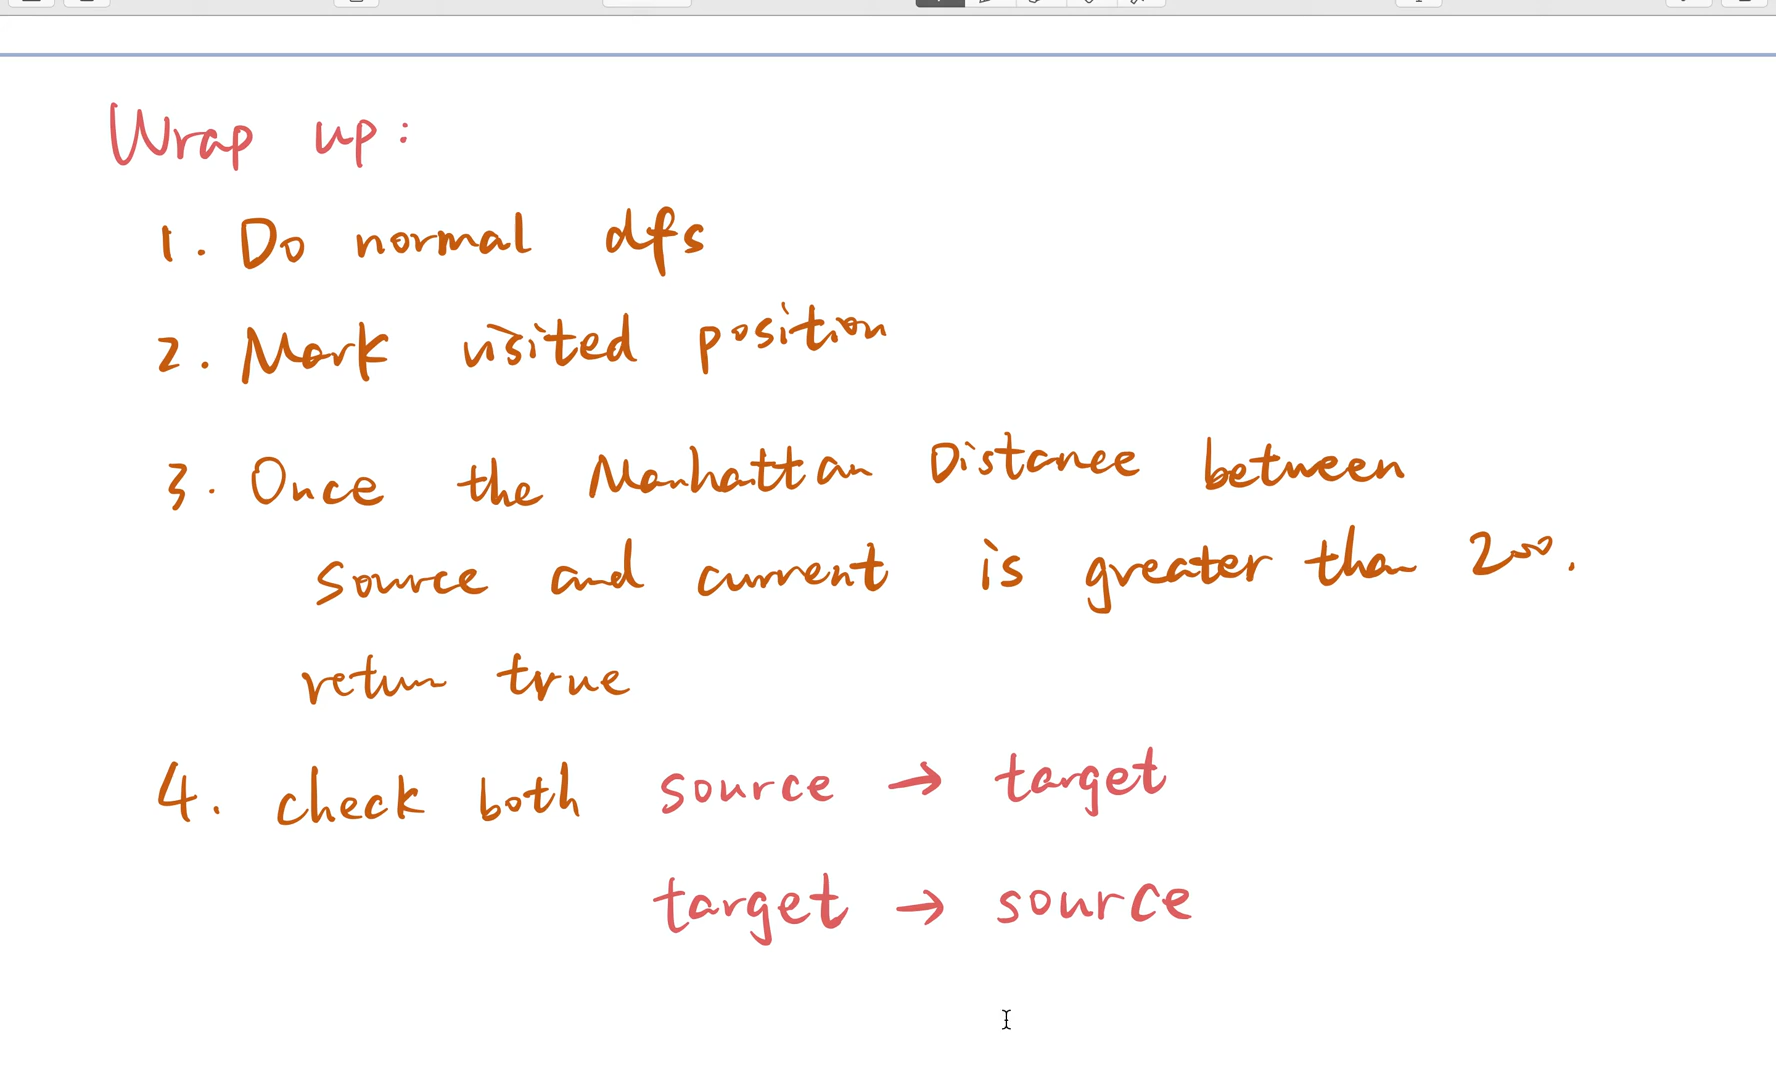 Wrap up:
1. Do normal dfs
2. Mark visited position
3. Once the Manhattan Distance between
source and current is greater than 200.
return true
4. check both source → target
target → source